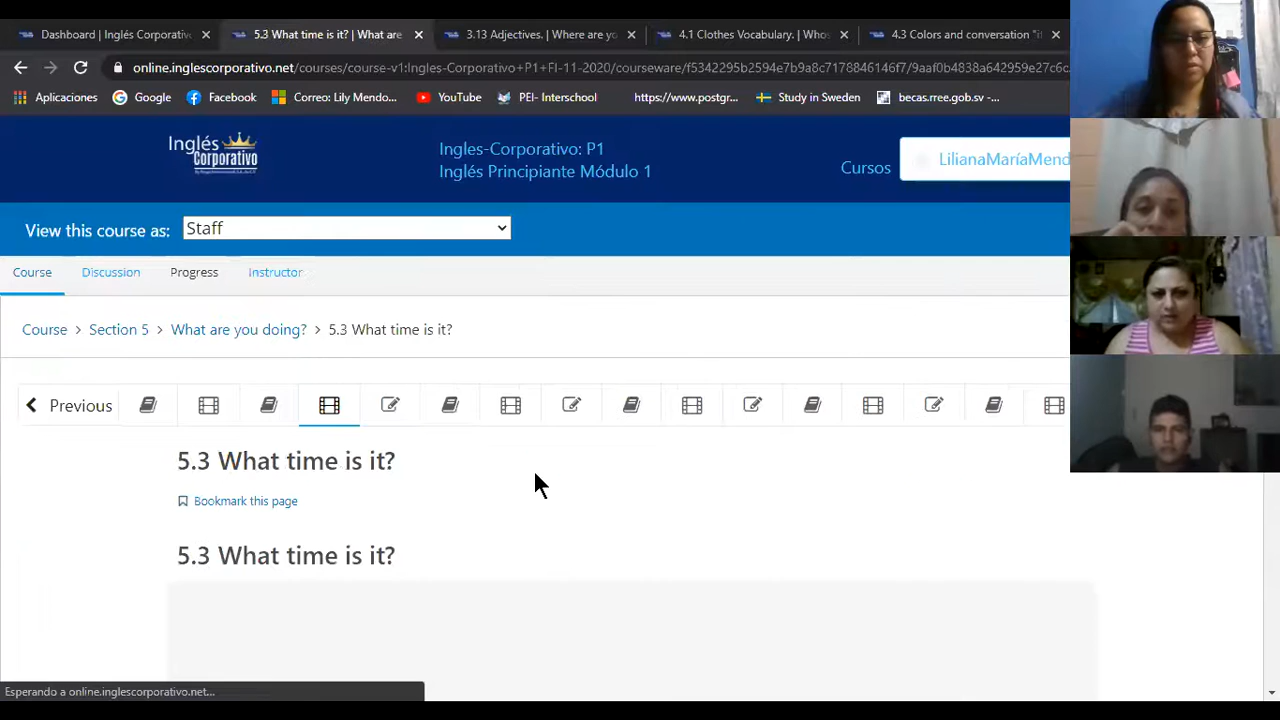 Dashboard | Inglés Corporativ
5.3 What time is it? | What are
3.13 Adjectives. | Where are yo
4.1 Clothes Vocabulary. | Who
4.3 Colors and conversation "i
online.inglescorporativo.net/courses/course-v1:Ingles-Corporativo+P1+FI-11-2020/courseware/f5342295b2594e7b9a8c7178846146f7/9aaf0b4838a642959e27c6c
Aplicaciones
Google
Facebook
Correo: Lily Mendo...
YouTube
PEI- Interschool
https://www.postgr...
Study in Sweden
becas.rree.gob.sv –...
Inglés
Corporativo
Ingles-Corporativo: P1
Inglés Principiante Módulo 1
Cursos
LilianaMaríaMend
View this course as:
Staff
Course
Discussion
Progress
Instructor
Course > Section 5 > What are you doing? > 5.3 What time is it?
Previous
5.3 What time is it?
Bookmark this page
5.3 What time is it?
Esperando a online.inglescorporativo.net...